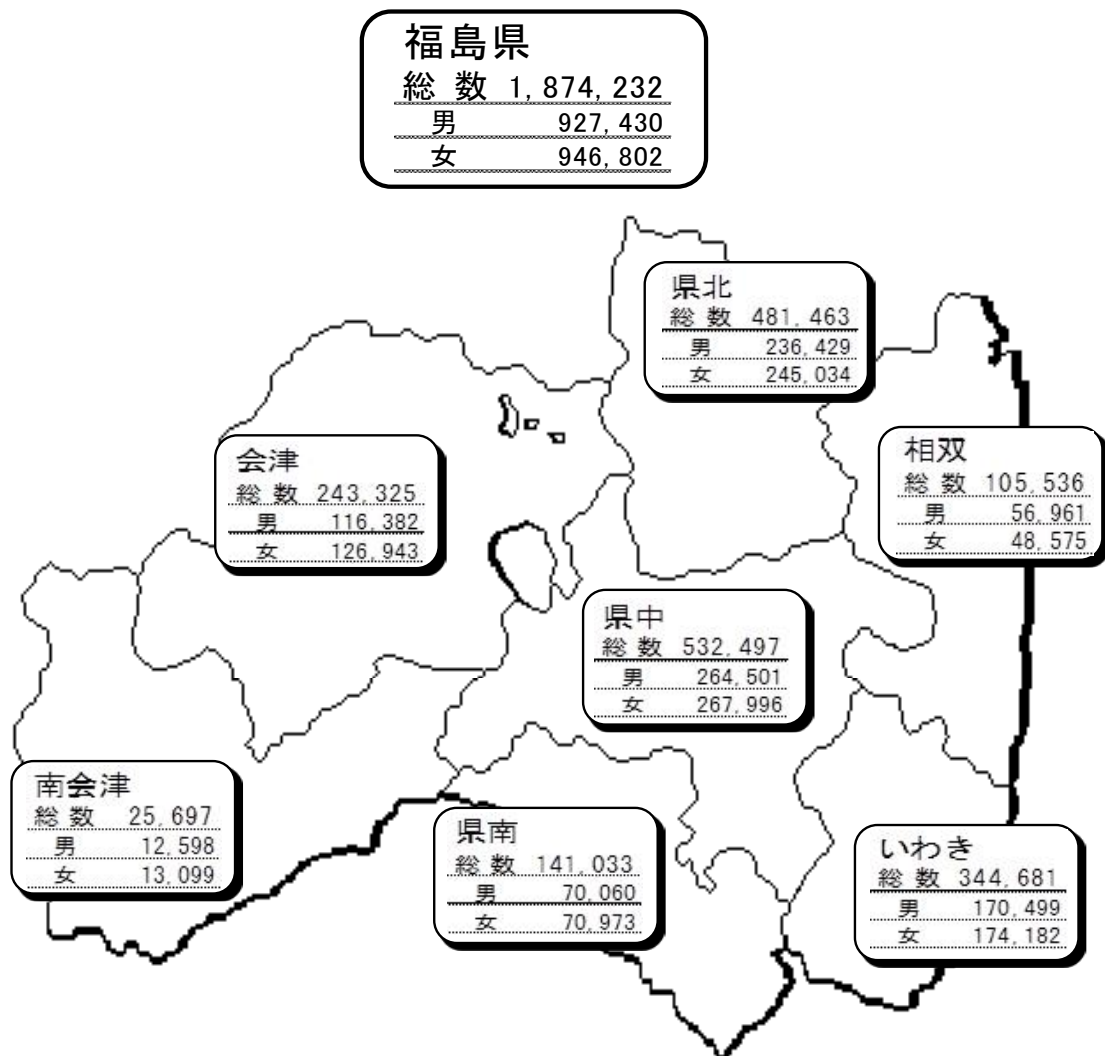 福島県
総数 1,874,232
男 927,430
女 946,802
県北
総数 481,463
男 236,429
女 245,034
会津
総数 243,325
男 116,382
女 126,943
相双
総数 105,536
男 56,961
女 48,575
県中
総数 532,497
男 264,501
女 267,996
南会津
総数 25,697
男 12,598
女 13,099
県南
総数 141,033
男 70,060
女 70,973
いわき
総数 344,681
男 170,499
女 174,182